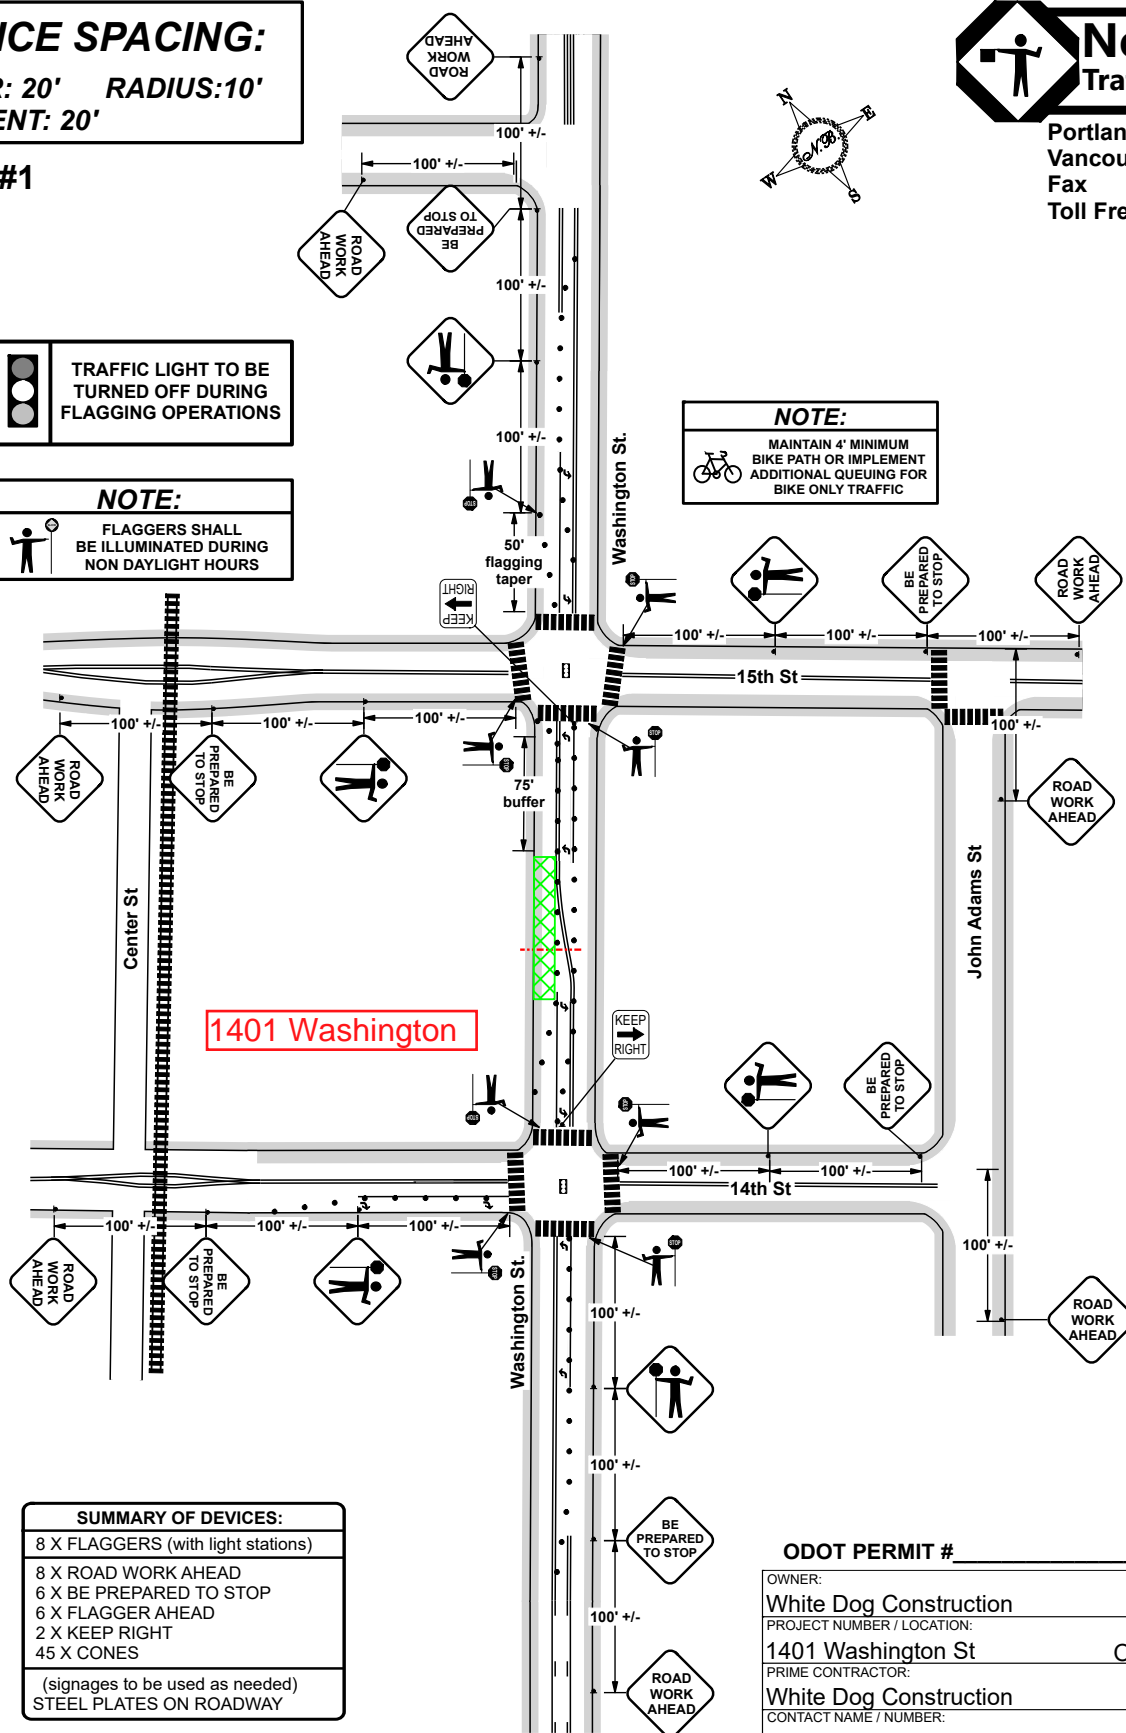 ICE SPACING:
R: 20' RADIUS:10'
ENT: 20'
#1
ROAD
WORK
AHEAD
100' +/-
100' +/-
ROAD
WORK
AHEAD
BE
PREPARED
TO STOP
100' +/-
100' +/-
N
E
W
S
N.B.
No
Tra
Portlan
Vancou
Fax
Toll Fre
TRAFFIC LIGHT TO BE
TURNED OFF DURING
FLAGGING OPERATIONS
NOTE:
FLAGGERS SHALL
BE ILLUMINATED DURING
NON DAYLIGHT HOURS
NOTE:
MAINTAIN 4' MINIMUM
BIKE PATH OR IMPLEMENT
ADDITIONAL QUEUING FOR
BIKE ONLY TRAFFIC
Washington St.
STOP
50'
flagging
taper
KEEP
RIGHT
STOP
BE
PREPARED
TO STOP
ROAD
WORK
AHEAD
100' +/-
100' +/-
100' +/-
15th St
100' +/-
100' +/-
100' +/-
100' +/-
ROAD
WORK
AHEAD
BE
PREPARED
TO STOP
STOP
STOP
75'
buffer
ROAD
WORK
AHEAD
Center St
John Adams St
1401 Washington
KEEP
RIGHT
STOP
STOP
BE
PREPARED
TO STOP
100' +/-
100' +/-
14th St
100' +/-
100' +/-
100' +/-
100' +/-
ROAD
WORK
AHEAD
BE
PREPARED
TO STOP
STOP
STOP
Washington St.
ROAD
WORK
AHEAD
100' +/-
100' +/-
BE
PREPARED
TO STOP
100' +/-
ROAD
WORK
AHEAD
SUMMARY OF DEVICES:
8 X FLAGGERS (with light stations)
8 X ROAD WORK AHEAD
6 X BE PREPARED TO STOP
6 X FLAGGER AHEAD
2 X KEEP RIGHT
45 X CONES
(signages to be used as needed)
STEEL PLATES ON ROADWAY
ODOT PERMIT #
OWNER:
White Dog Construction
PROJECT NUMBER / LOCATION:
1401 Washington St
PRIME CONTRACTOR:
White Dog Construction
CONTACT NAME / NUMBER: